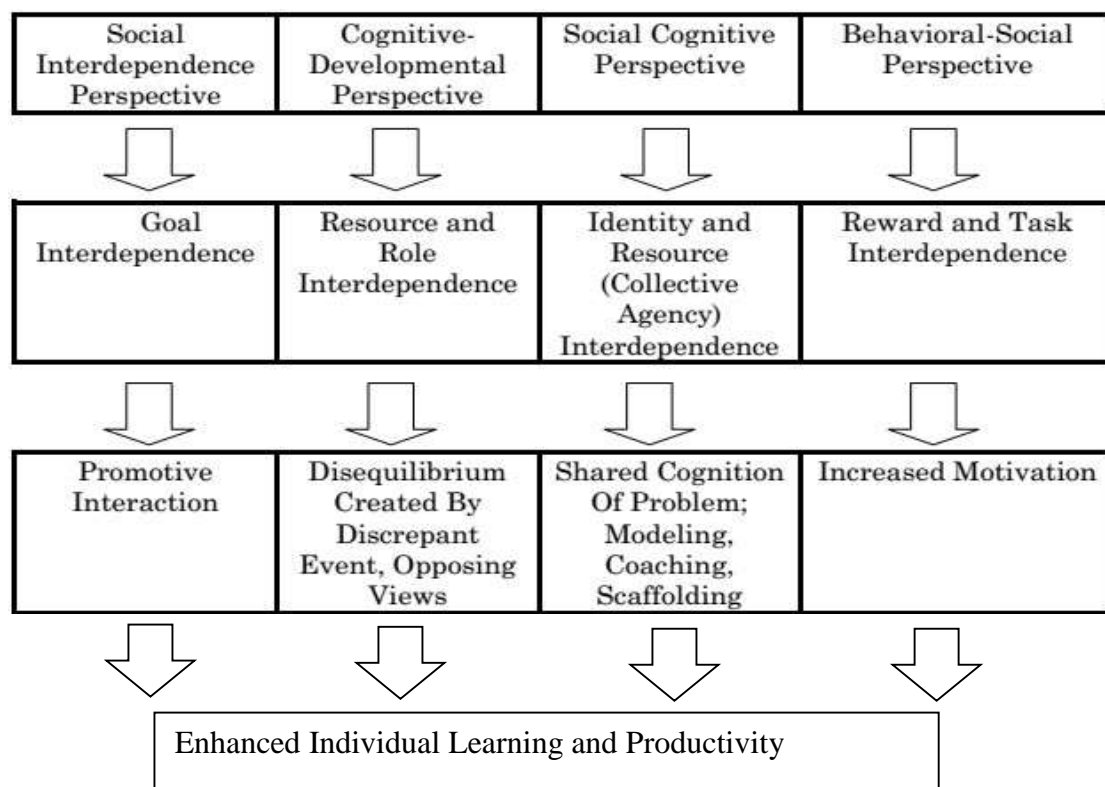 Social
Interdependence
Perspective
Cognitive-
Developmental
Perspective
Social Cognitive
Perspective
Behavioral-Social
Perspective
Goal
Interdependence
Resource and
Role
Interdependence
Identity and
Resource
(Collective
Agency)
Interdependence
Reward and Task
Interdependence
Promotive
Interaction
Disequilibrium
Created By
Discrepant
Event, Opposing
Views
Shared Cognition
Of Problem;
Modeling,
Coaching,
Scaffolding
Increased Motivation
Enhanced Individual Learning and Productivity